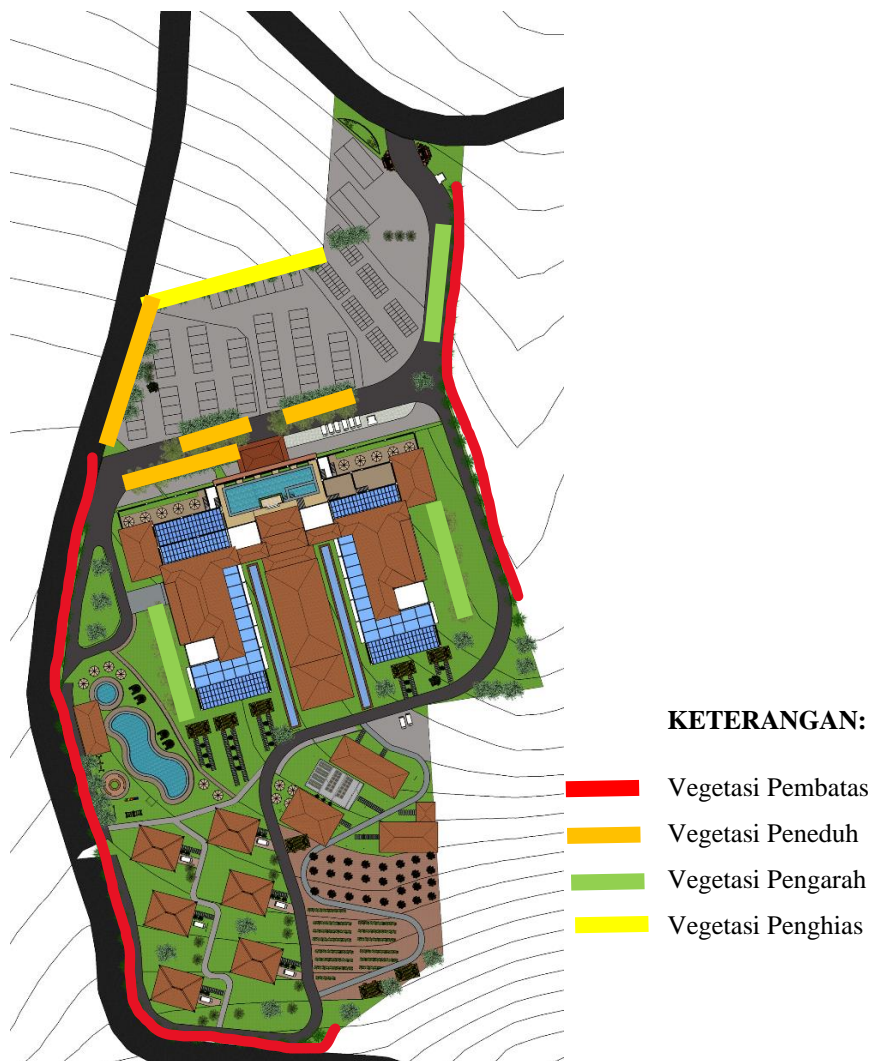 KETERANGAN:
Vegetasi Pembatas
Vegetasi Peneduh
Vegetasi Pengarah
Vegetasi Penghias